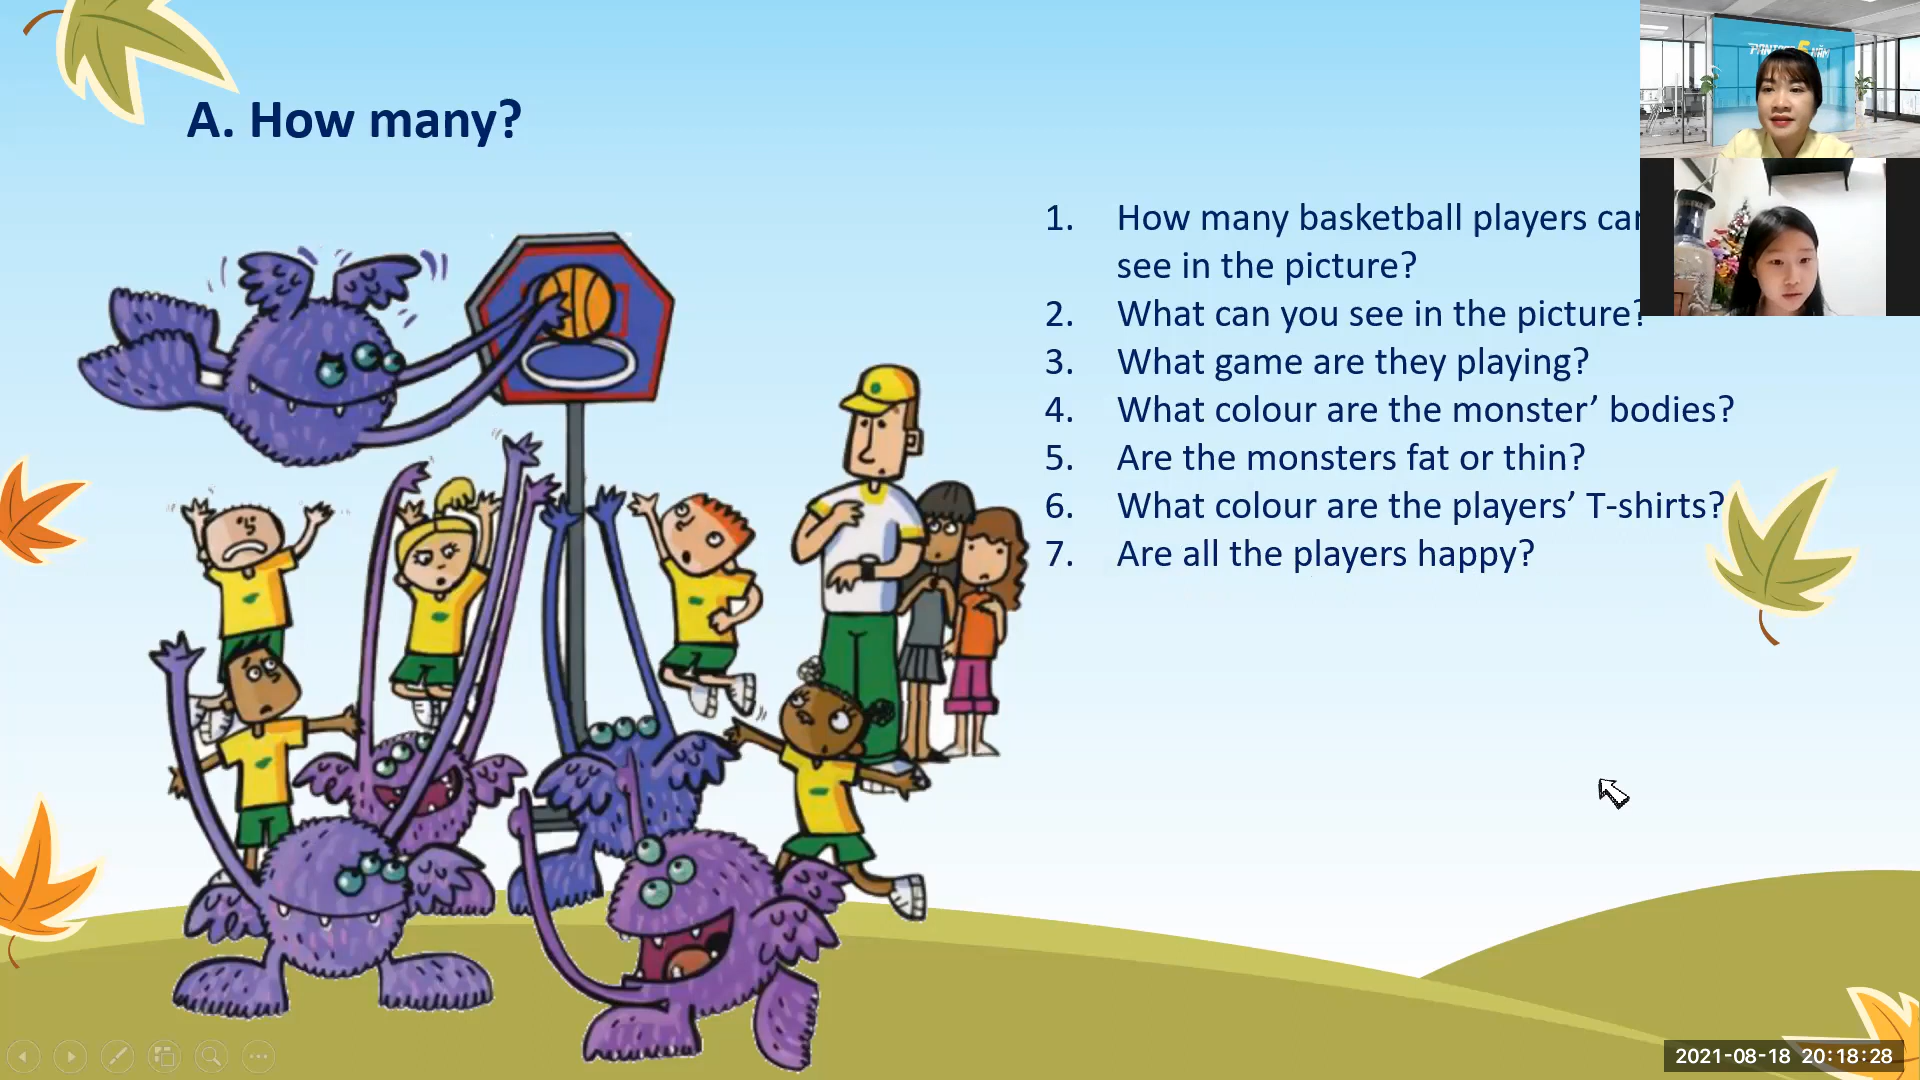 A. How many?
1. How many basketball players
see in the picture?
2. What can you see in the picture?
3. What game are they playing?
4. What colour are the monster’ bodies?
5. Are the monsters fat or thin?
6. What colour are the players’ T-shirts?
7. Are all the players happy?
2021-08-18 20:18:28